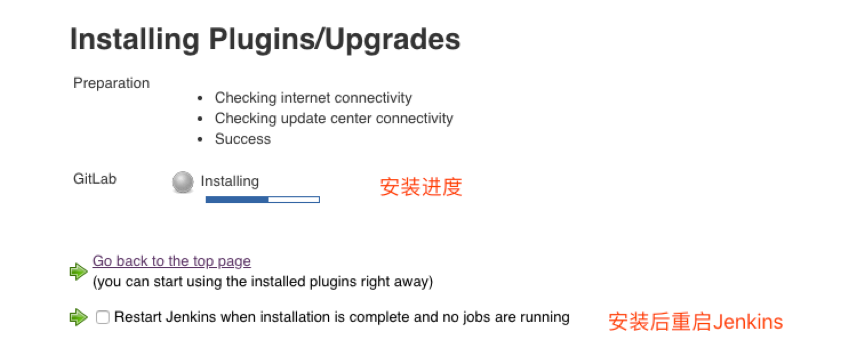 Installing Plugins/Upgrades
Preparation
Checking internet connectivity
Checking update center connectivity
Success
GitLab
Installing
安装进度
Go back to the top page
(you can start using the installed plugins right away)
Restart Jenkins when installation is complete and no jobs are running
安装后重启Jenkins